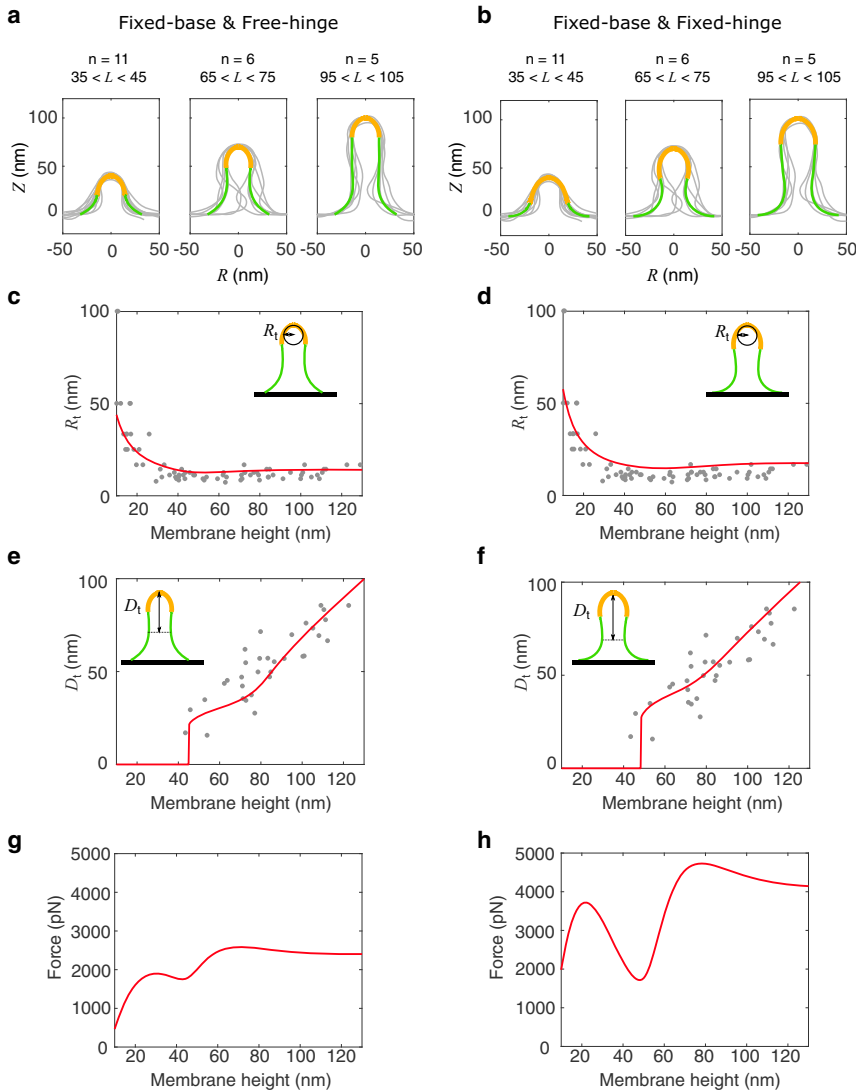 a
Fixed-base & Free-hinge
n = 11
35 < L < 45
n = 6
65 < L < 75
n = 5
95 < L < 105
Z (nm)
100
50
0
-50
0
50
-50
0
50
-50
0
50
R (nm)
b
Fixed-base & Fixed-hinge
n = 11
35 < L < 45
n = 6
65 < L < 75
n = 5
95 < L < 105
Z (nm)
100
50
0
-50
0
50
-50
0
50
-50
0
50
R (nm)
c
Rt (nm)
100
50
0
Rt
20 40 60 80 100 120
Membrane height (nm)
d
Rt (nm)
100
50
0
Rt
20 40 60 80 100 120
Membrane height (nm)
e
Dt (nm)
100
50
0
Dt
20 40 60 80 100 120
Membrane height (nm)
f
Dt (nm)
100
50
0
Dt
20 40 60 80 100 120
Membrane height (nm)
g
Force (pN)
5000
4000
3000
2000
1000
0
20 40 60 80 100 120
Membrane height (nm)
h
Force (pN)
5000
4000
3000
2000
1000
0
20 40 60 80 100 120
Membrane height (nm)